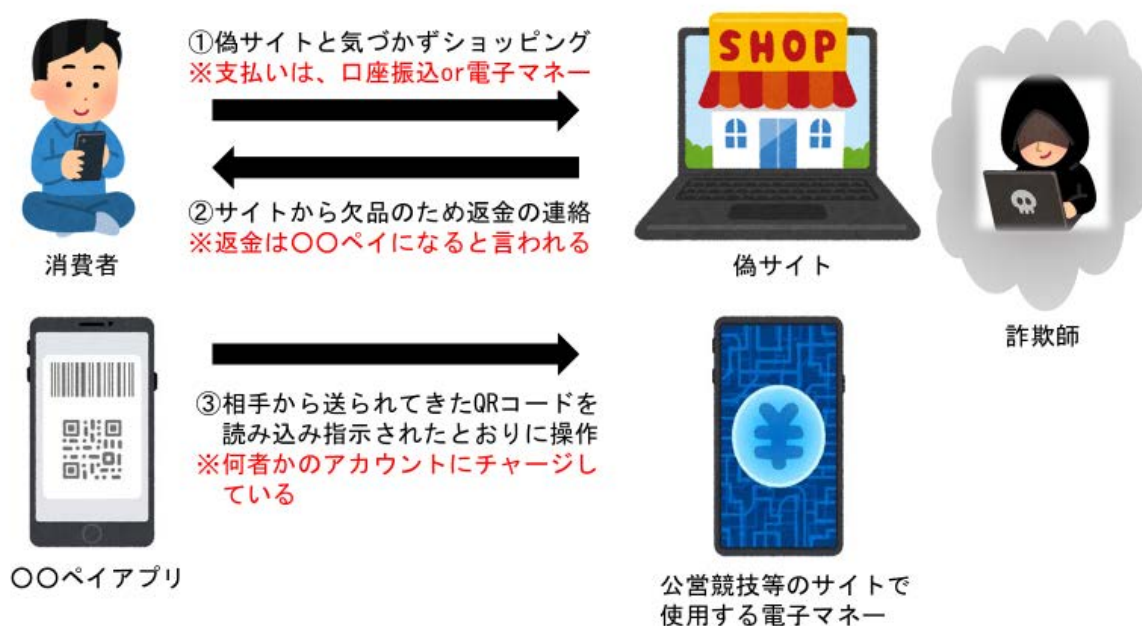 ①偽サイトと気づかずショッピング
※支払いは、口座振込or電子マネー
SHOP
②サイトから欠品のため返金の連絡
※返金は〇〇ペイになると言われる
消費者
偽サイト
詐欺師
③相手から送られてきたQRコードを
読み込み指示されたとおりに操作
※何者かのアカウントにチャージし
ている
〇〇ペイアプリ
公営競技等のサイトで
使用する電子マネー